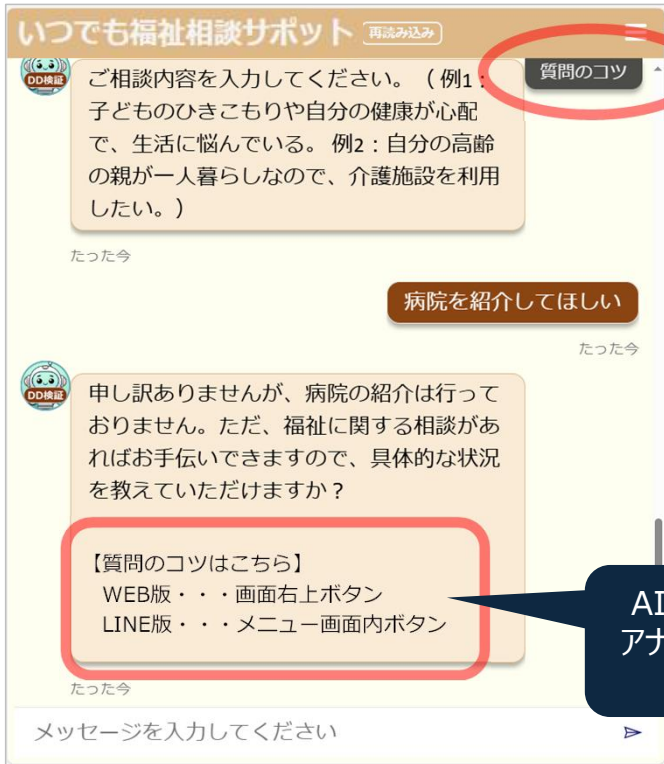 いつでも福祉相談サポット 再読み込み
質問のコツ
DD検証
ご相談内容を入力してください。（例1：
子どものひきこもりや自分の健康が心配
で、生活に悩んでいる。 例2：自分の高齢
の親が一人暮らしなので、介護施設を利用
したい。）
たった今
病院を紹介してほしい
たった今
DD検証
申し訳ありませんが、病院の紹介は行って
おりません。ただ、福祉に関する相談があ
ればお手伝いできますので、具体的な状況
を教えていただけますか？
【質問のコツはこちら】
WEB版・・・画面右上ボタン
LINE版・・・メニュー画面内ボタン
AI
アナ
たった今
メッセージを入力してください